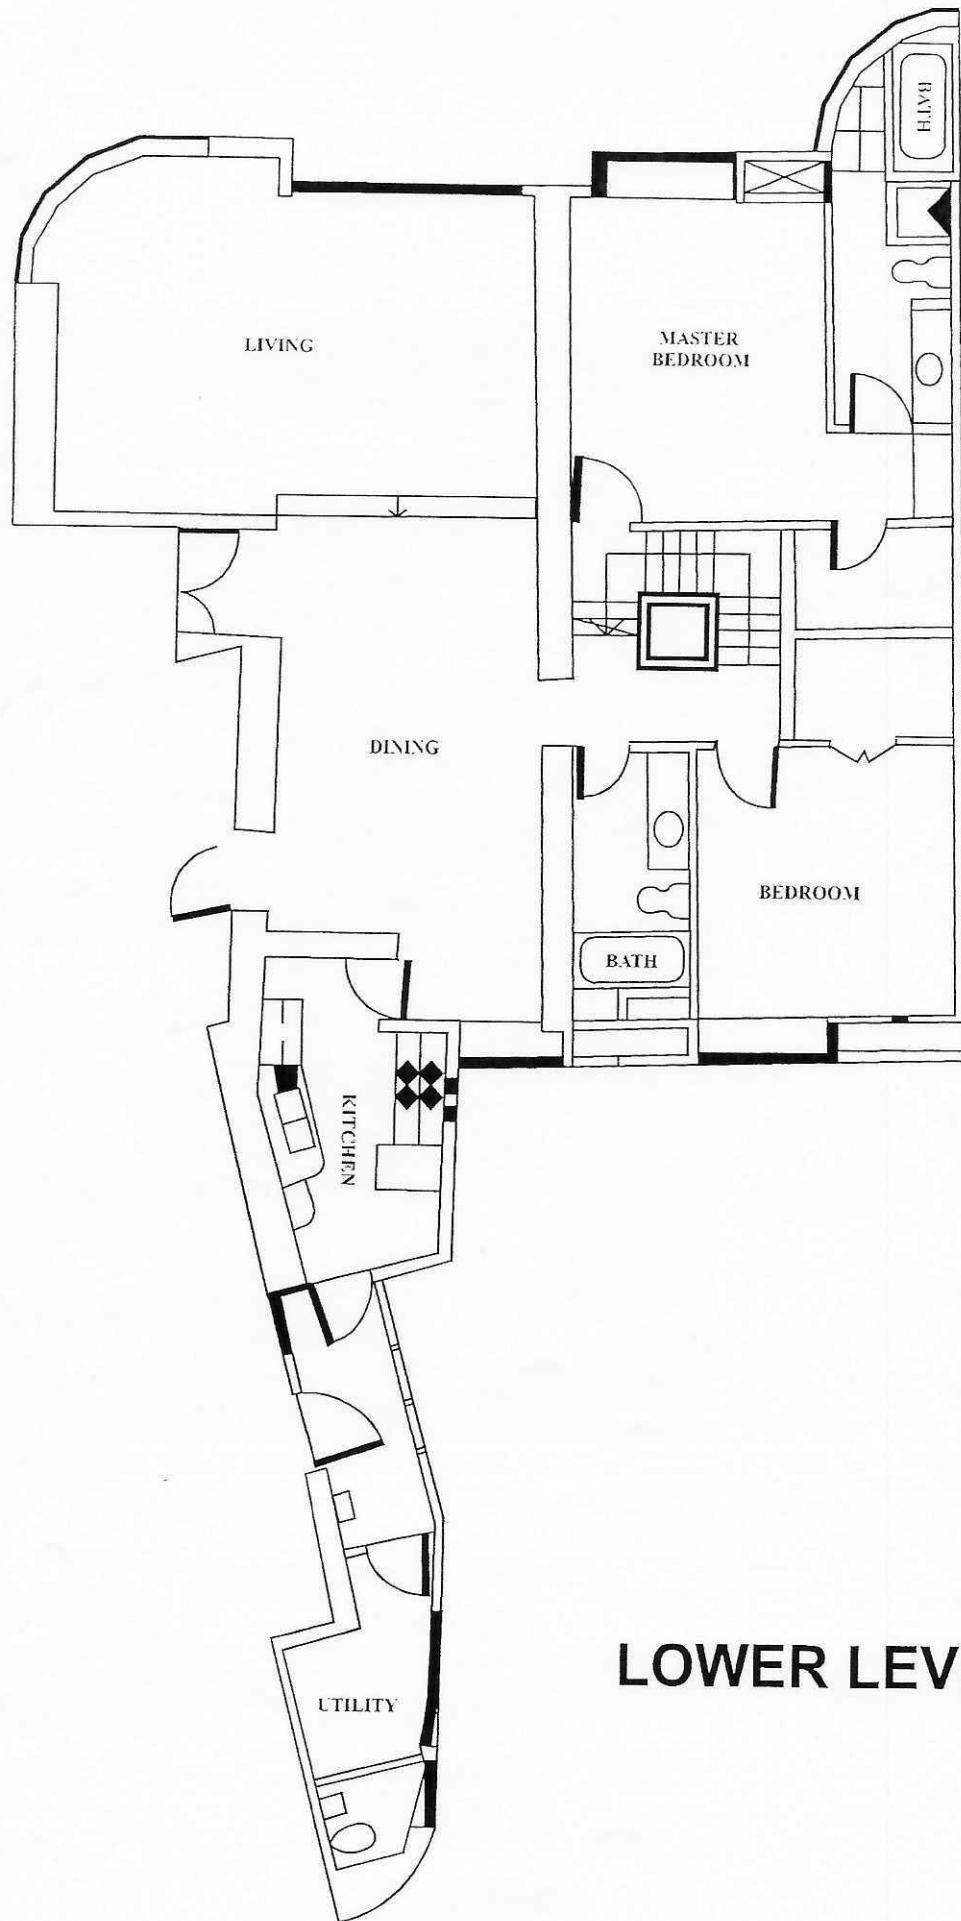 BATH
LIVING
MASTER
BEDROOM
DINING
BEDROOM
BATH
KITCHEN
LOWER LEV
UTILITY